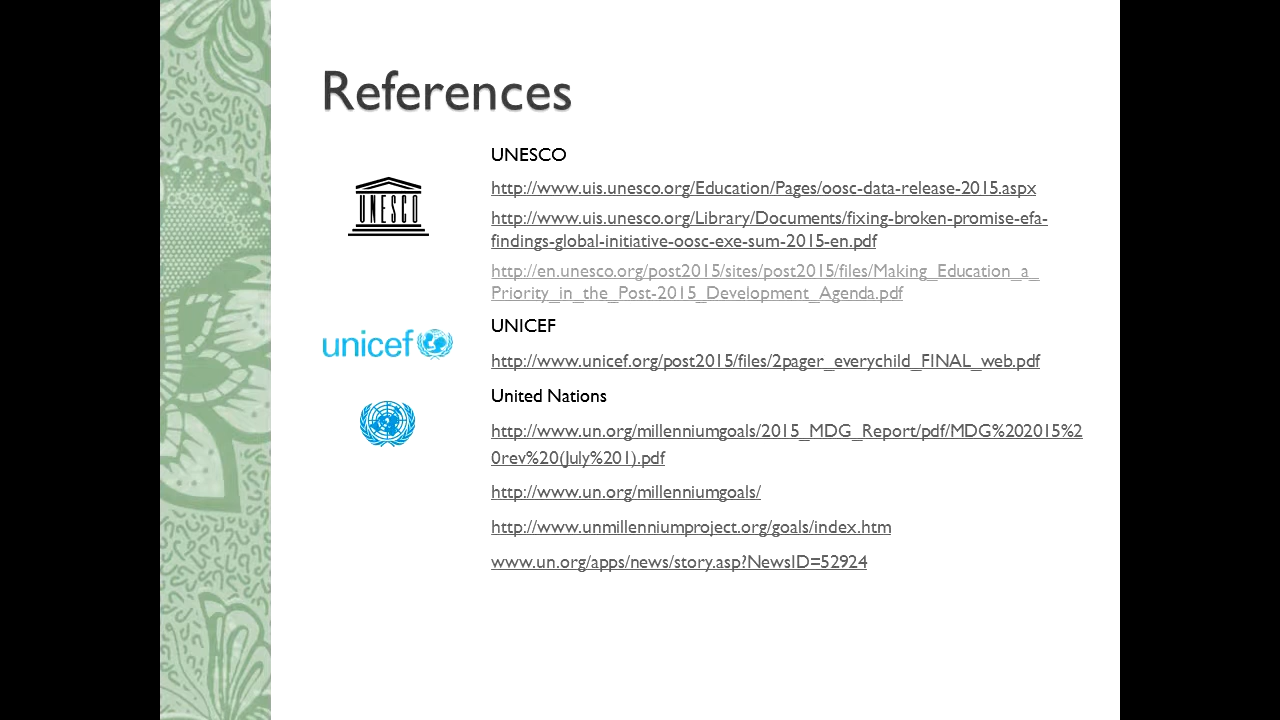 References
UNESCO
http://www.uis.unesco.org/Education/Pages/oosc-data-release-2015.aspx
UNESCO
http://www.uis.unesco.org/Library/Documents/fixing-broken-promise-efa-
findings-global-initiative-oosc-exe-sum-2015-en.pdf
http://en.unesco.org/post2015/sites/post2015/files/Making_Education_a_
Priority_in_the_Post-2015_Development_Agenda.pdf
UNICEF
unicef
http://www.unicef.org/post2015/files/2pager_everychild_FINAL_web.pdf
United Nations
http://www.un.org/millenniumgoals/2015_MDG_Report/pdf/MDG%202015%2
0rev%20(July%201).pdf
http://www.un.org/millenniumgoals/
http://www.unmillenniumproject.org/goals/index.htm
www.un.org/apps/news/story.asp?NewsID=52924